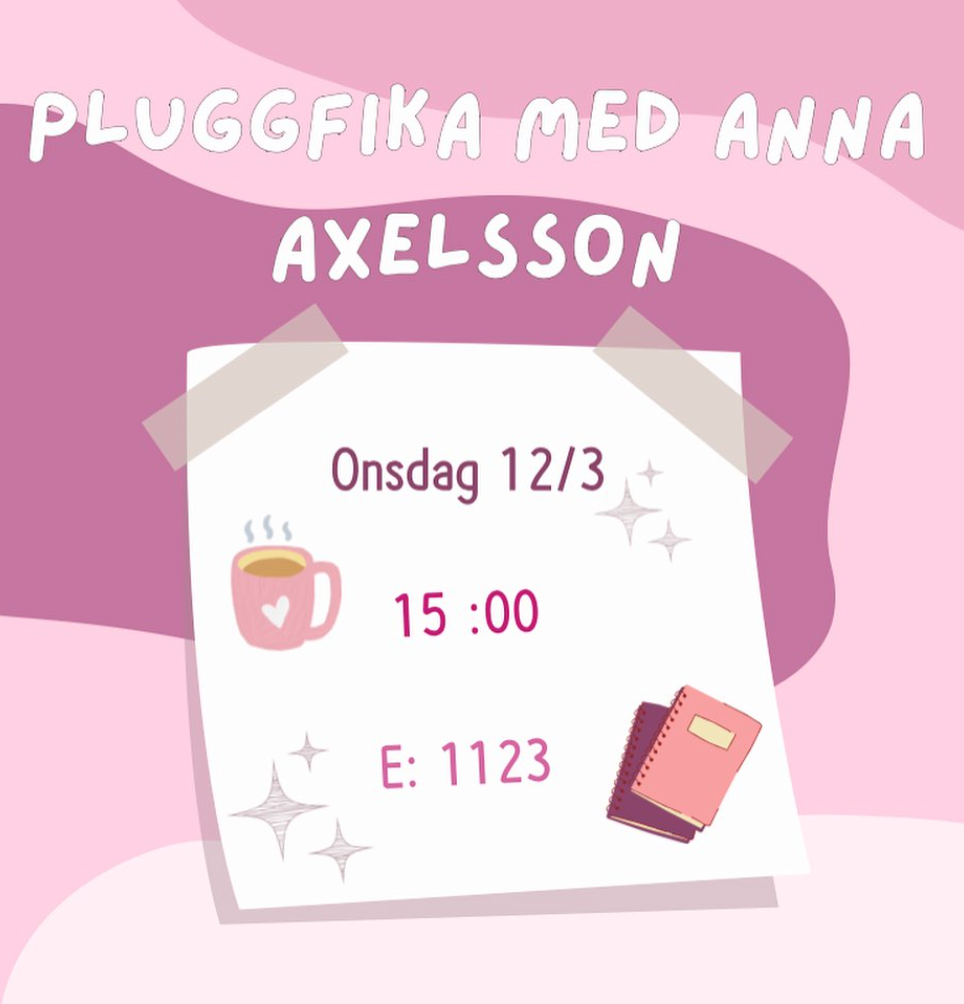 PLUGGFIKA MED ANNA
AXELSSON
Onsdag 12/3
15 :00
E: 1123